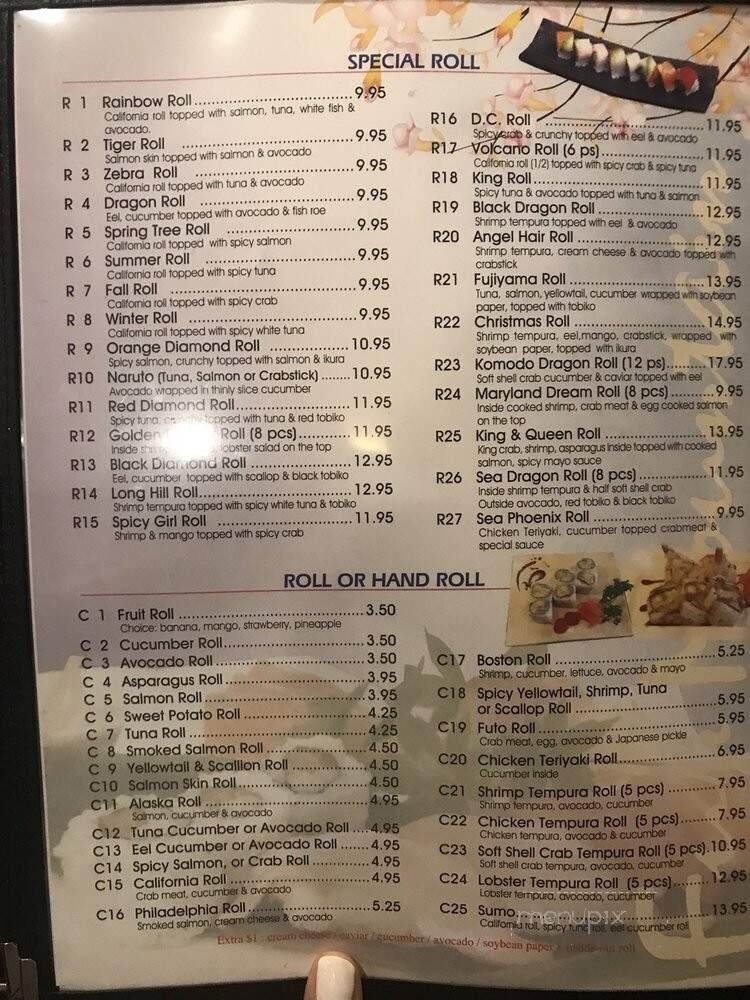 SPECIAL ROLL
R 1 Rainbow Roll 9.95
California roll topped with salmon, tuna, white fish &
avocado.
R 2 Tiger Roll 9.95
Salmon skin topped with salmon & avocado
R 3 Zebra Roll 9.95
California roll topped with tuna & avocado
R 4 Dragon Roll 9.95
Eel, cucumber topped with avocado & fish roe
R 5 Spring Tree Roll 9.95
California roll topped with spicy salmon
R 6 Summer Roll 9.95
California roll topped with spicy tuna
R 7 Fall Roll 9.95
California roll topped with spicy crab
R 8 Winter Roll 9.95
California roll topped with spicy white tuna
R 9 Orange Diamond Roll 10.95
Spicy salmon, crunchy topped with salmon & ikura
R10 Naruto (Tuna, Salmon or Crabstick) 10.95
Avocado wrapped in thinly slice cucumber
R11 Red Diamond Roll 11.95
Spicy tuna, crunchy topped with tuna & red tobiko
R12 Golden Roll (8 pcs) 11.95
Inside lobster salad on the top
R13 Black Diamond Roll 12.95
Eel, cucumber topped with scallop & black tobiko
R14 Long Hill Roll 12.95
Shrimp tempura topped with spicy white tuna & tobiko
R15 Spicy Girl Roll 11.95
Shrimp & mango topped with spicy crab
R16 D.C. Roll 11.95
Spicy crab & crunchy topped with eel & avocado
R17 Volcano Roll (6 ps) 11.95
California roll (1/2) topped with spicy crab & spicy tuna
R18 King Roll 11.95
Spicy tuna & avocado topped with tuna & salmon
R19 Black Dragon Roll 12.95
Shrimp tempura topped with eel & avocado
R20 Angel Hair Roll 12.95
Shrimp tempura, cream cheese & avocado topped with
crabstick
R21 Fujiyama Roll 13.95
Tuna, salmon, yellowtail, cucumber wrapped with soybean
paper, topped with tobiko
R22 Christmas Roll 14.95
Shrimp tempura, eel,mango, crabstick, wrapped with
soybean paper, topped with ikura
R23 Komodo Dragon Roll (12 ps) 17.95
Soft shell crab cucumber & caviar topped with eel
R24 Maryland Dream Roll (8 pcs) 9.95
Inside cooked shrimp, crab meat & egg cooked salmon
on the top
R25 King & Queen Roll 13.95
King crab, shrimp, asparagus inside topped with cooked
salmon, spicy mayo sauce
R26 Sea Dragon Roll (8 pcs) 11.95
Inside shrimp tempura & half soft shell crab
Outside avocado, red tobiko & black tobiko
R27 Sea Phoenix Roll 9.95
Chicken Teriyaki, cucumber topped crabmeat &
special sauce
ROLL OR HAND ROLL
C 1 Fruit Roll 3.50
Choice: banana, mango, strawberry, pineapple
C 2 Cucumber Roll 3.50
C 3 Avocado Roll 3.50
C 4 Asparagus Roll 3.95
C 5 Salmon Roll 3.95
C 6 Sweet Potato Roll 4.25
C 7 Tuna Roll 4.25
C 8 Smoked Salmon Roll 4.50
C 9 Yellowtail & Scallion Roll 4.50
C10 Salmon Skin Roll 4.50
C11 Alaska Roll 4.95
Salmon, cucumber & avocado
C12 Tuna Cucumber or Avocado Roll 4.95
C13 Eel Cucumber or Avocado Roll 4.95
C14 Spicy Salmon, or Crab Roll 4.95
C15 California Roll 4.95
Crab meat, cucumber & avocado
C16 Philadelphia Roll 5.25
Smoked salmon, cream cheese & avocado
C17 Boston Roll 5.25
Shrimp, cucumber, lettuce, avocado & mayo
C18 Spicy Yellowtail, Shrimp, Tuna
or Scallop Roll 5.95
C19 Futo Roll 5.95
Crab meat, egg, avocado & Japanese pickle
C20 Chicken Teriyaki Roll 6.95
Cucumber inside
C21 Shrimp Tempura Roll (5 pcs) 7.95
Shrimp tempura, avocado, cucumber
C22 Chicken Tempura Roll (5 pcs) 7.95
Chicken tempura, avocado & cucumber
C23 Soft Shell Crab Tempura Roll (5 pcs) 10.95
Soft shell crab tempura, avocado, cucumber
C24 Lobster Tempura Roll (5 pcs) 12.95
Lobster tempura, avocado, cucumber
C25 Sumo 13.95
California roll, spicy tuna roll, eel cucumber roll
Extra $1 : cream cheese / caviar / cucumber / avocado / soybean paper / roll
menupix